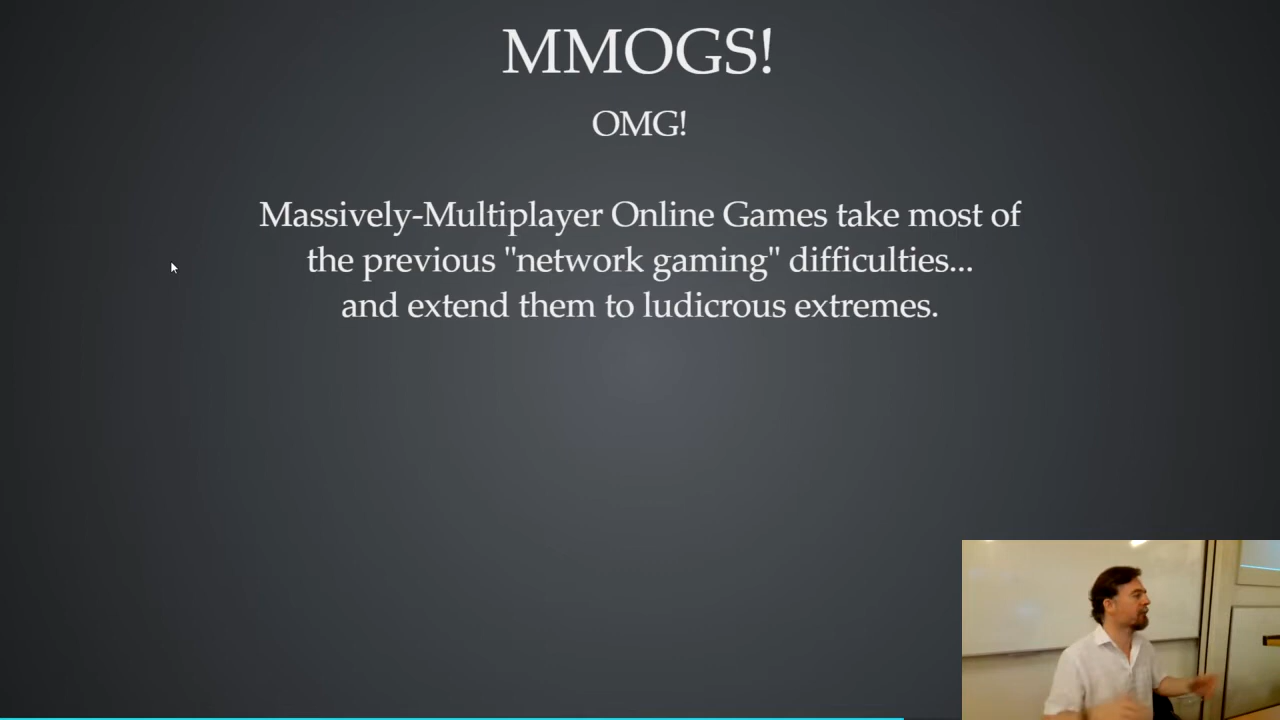 MMOGS!
OMG!
Massively-Multiplayer Online Games take most of
the previous "network gaming" difficulties...
and extend them to ludicrous extremes.